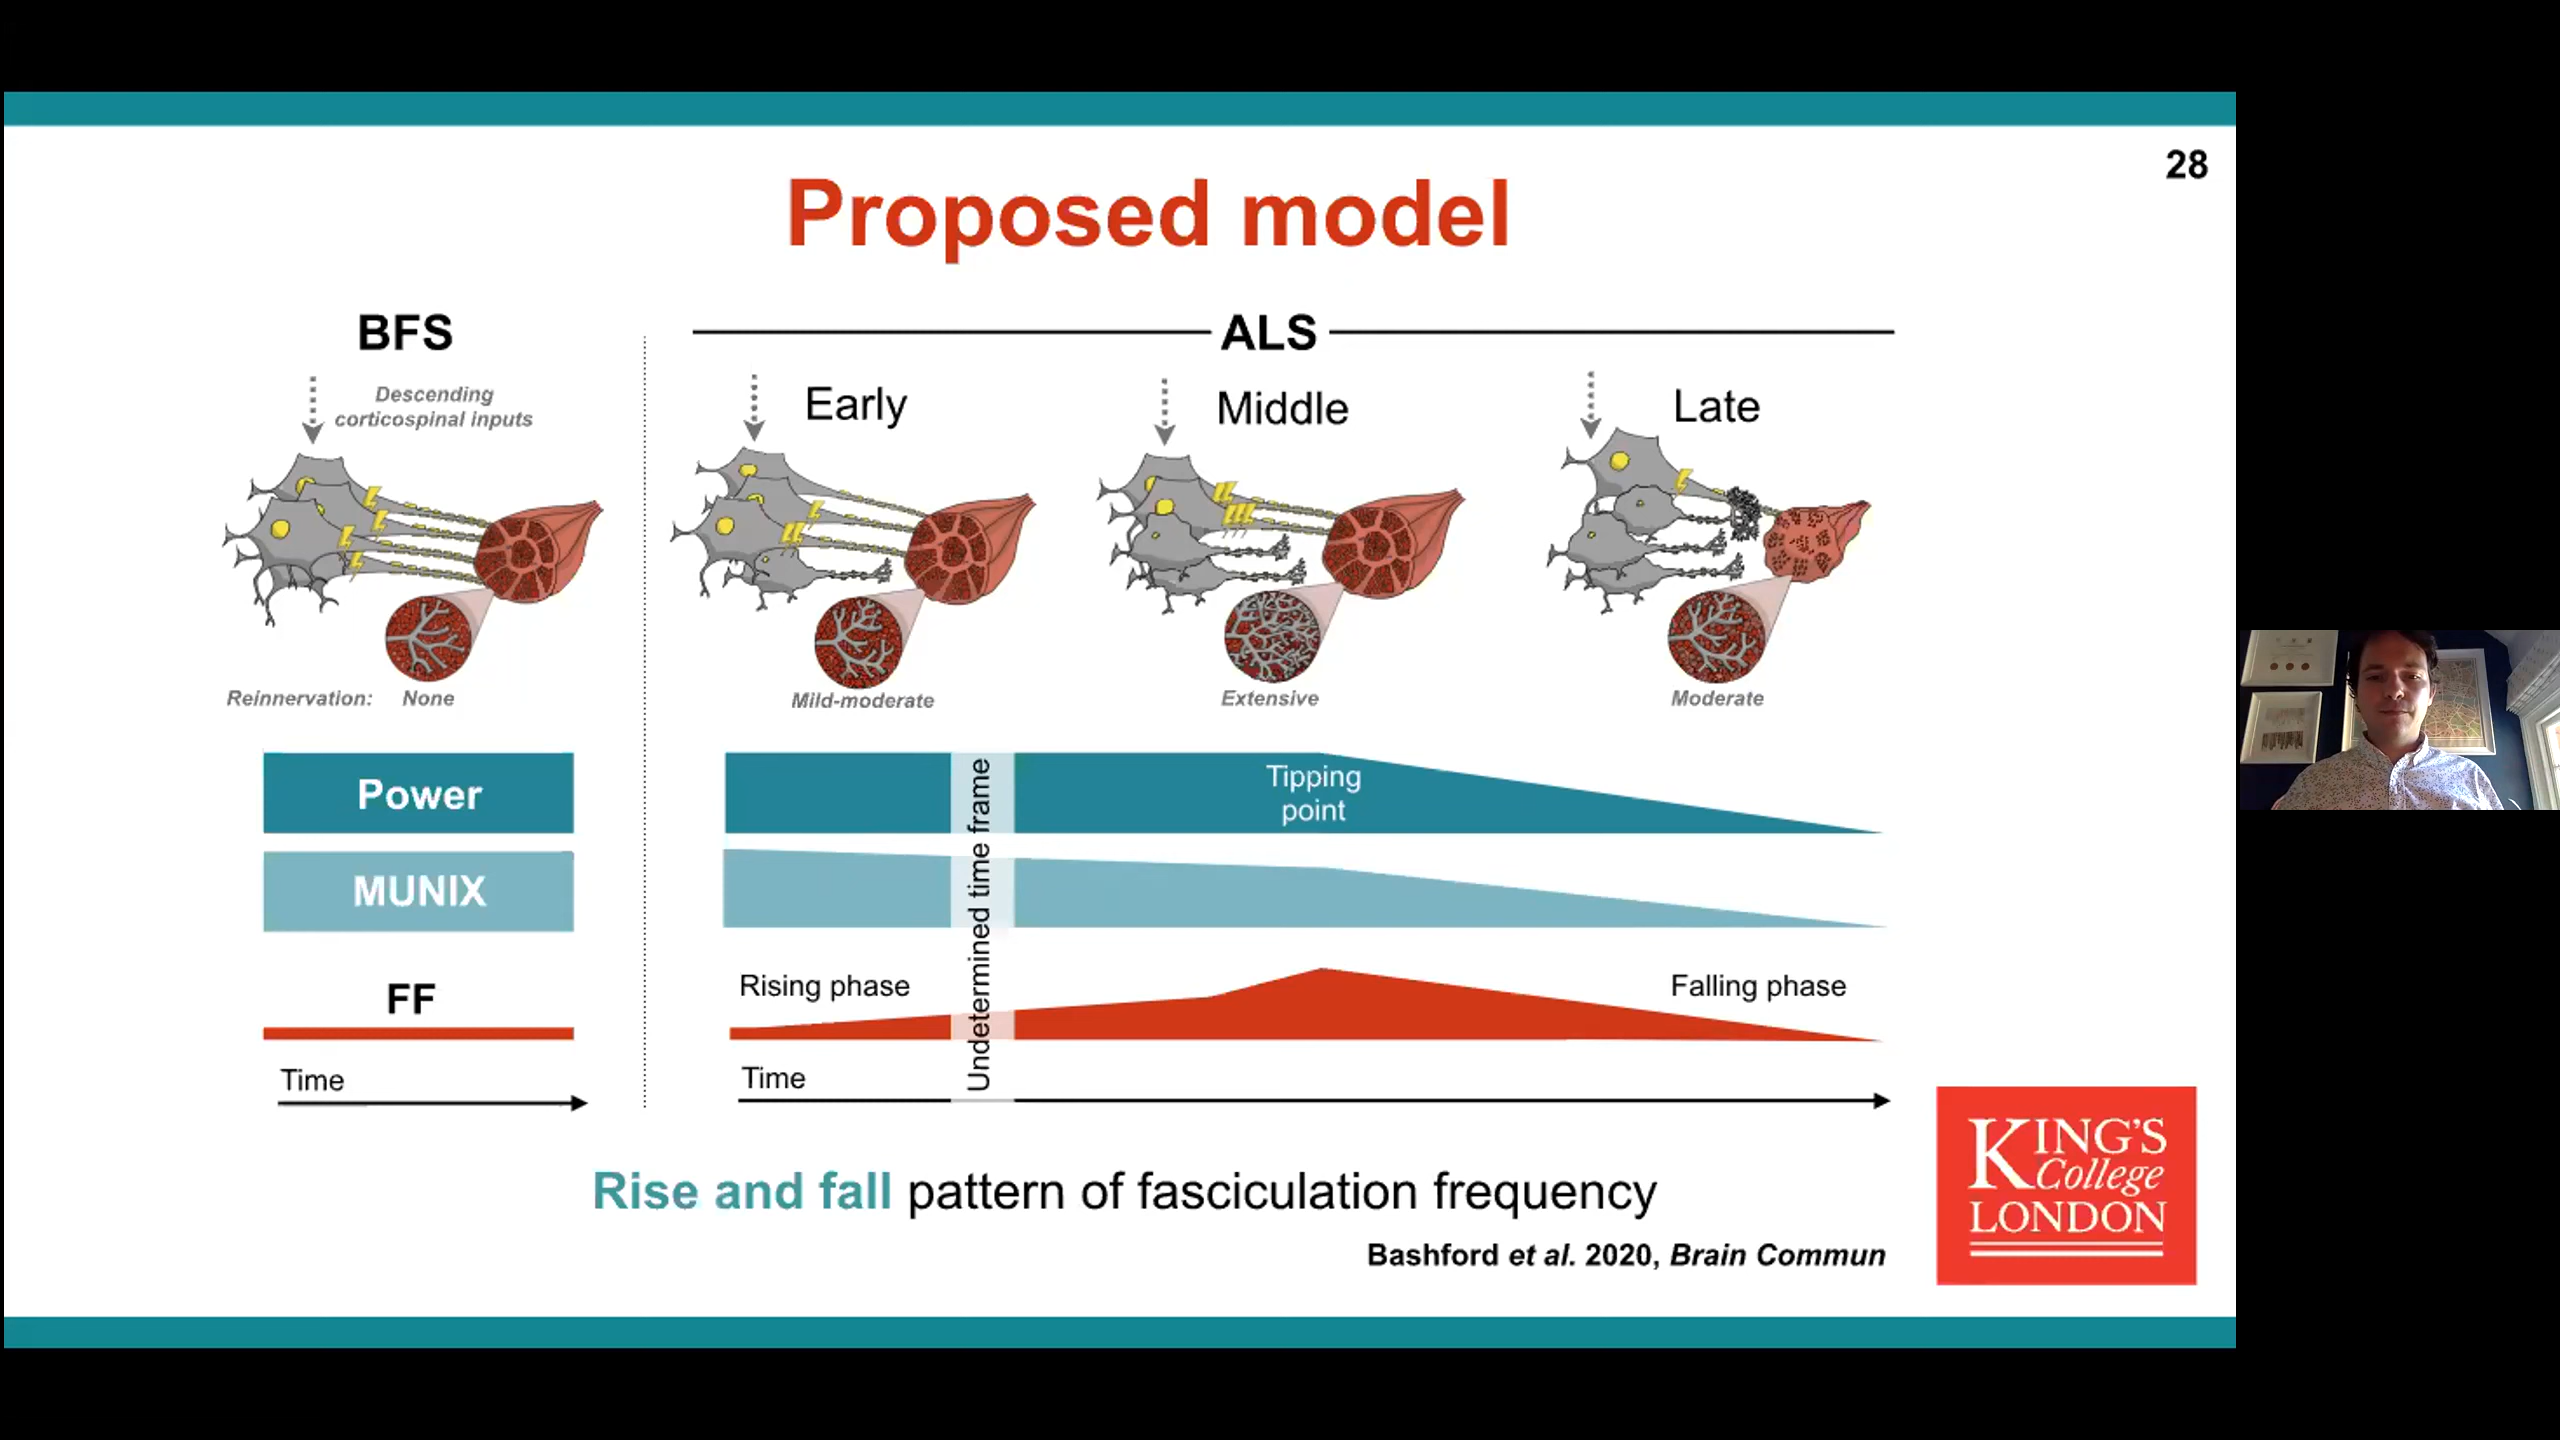 28
Proposed model
BFS
ALS
Descending
corticospinal inputs
Early
Middle
Late
Reinnervation: None
Mild-moderate
Extensive
Moderate
Power
Tipping
point
MUNIX
Undetermined time frame
FF
Rising phase
Falling phase
Time
Time
Rise and fall pattern of fasciculation frequency
Bashford et al. 2020, Brain Commun
KING'S
College
LONDON